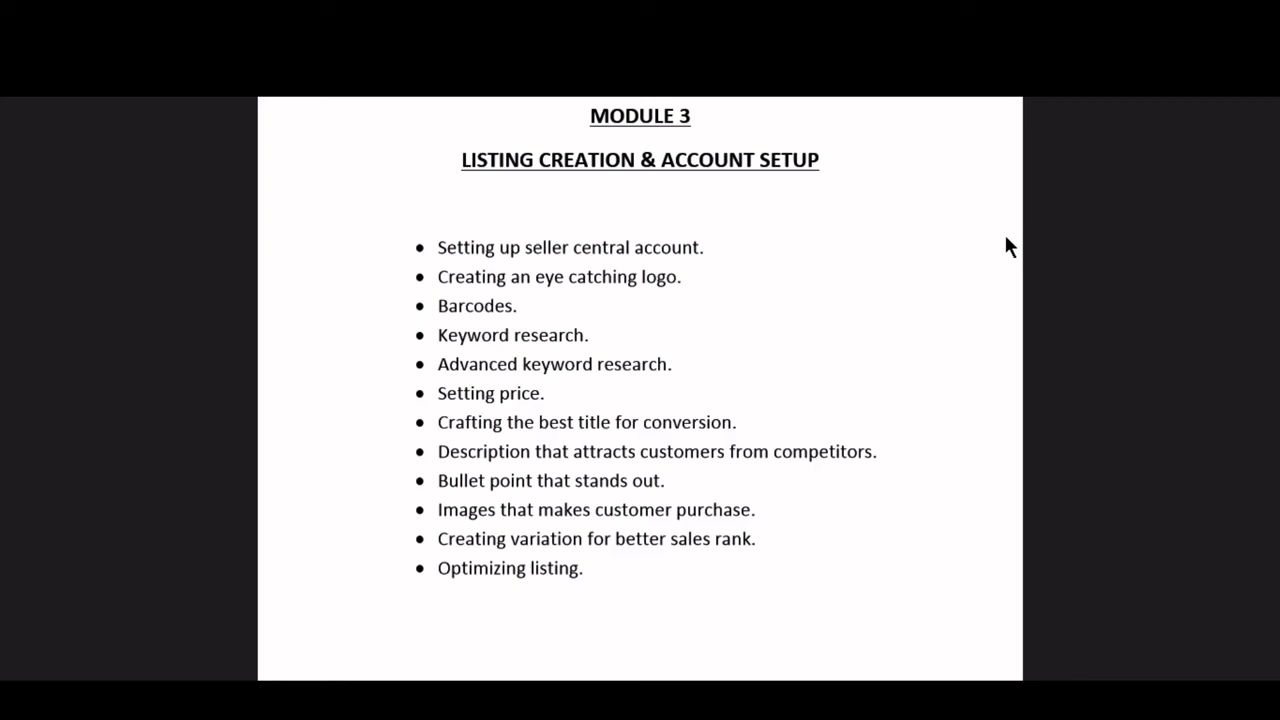 MODULE 3
LISTING CREATION & ACCOUNT SETUP
• Setting up seller central account.
• Creating an eye catching logo.
• Barcodes.
• Keyword research.
• Advanced keyword research.
• Setting price.
• Crafting the best title for conversion.
• Description that attracts customers from competitors.
• Bullet point that stands out.
• Images that makes customer purchase.
• Creating variation for better sales rank.
• Optimizing listing.